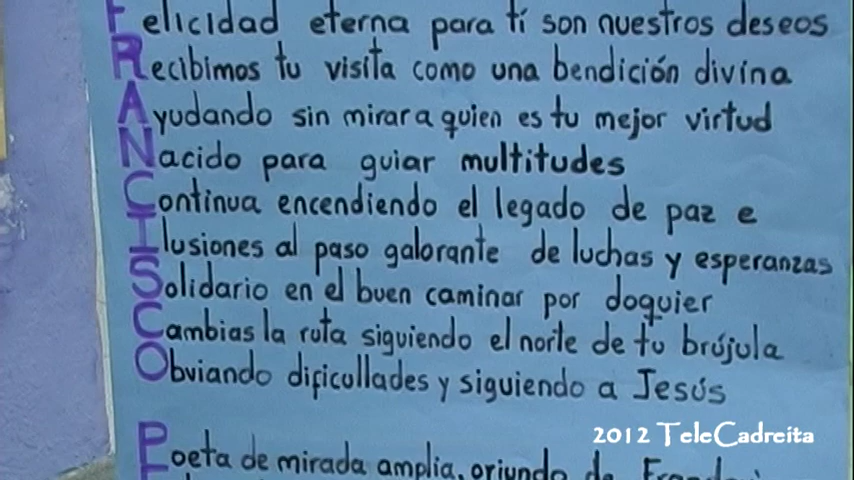 Felicidad eterna para tí son nuestros deseos
Recibimos tu visita como una bendición divina
Ayudando sin mirar a quien es tu mejor virtud
Nacido para guiar multitudes
Continua encendiendo el legado de paz e
Ilusiones al paso galorante de luchas y esperanzas
Solidario en el buen caminar por doquier
Cambias la ruta siguiendo el norte de tu brújula
Obviando dificullades y siguiendo a Jesús
2012 TeleCadreita
Poeta de mirada amplia, oriundo de